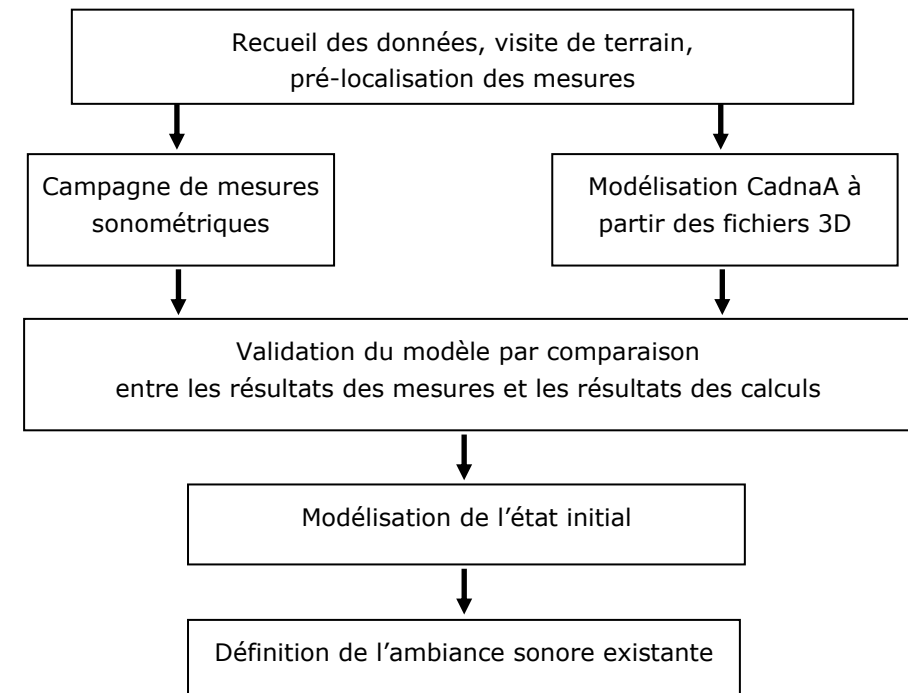 Recueil des données, visite de terrain,
pré-localisation des mesures
Campagne de mesures
sonométriques
Modélisation CadnaA à
partir des fichiers 3D
Validation du modèle par comparaison
entre les résultats des mesures et les résultats des calculs
Modélisation de l’état initial
Définition de l’ambiance sonore existante